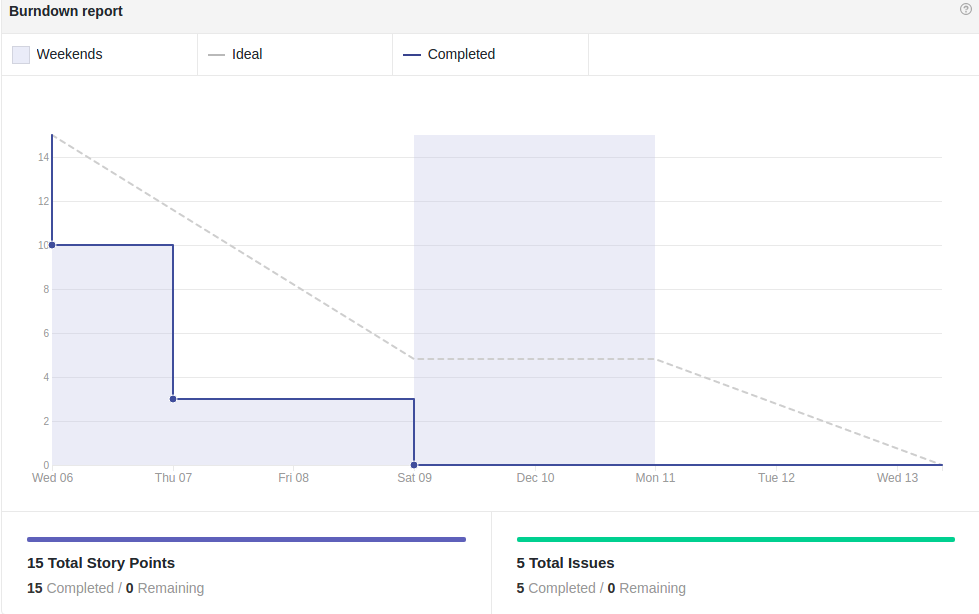 Burndown report
?
Weekends
Ideal
Completed
14
12
10
8
6
4
2
0
Wed 06 Thu 07 Fri 08 Sat 09 Dec 10 Mon 11 Tue 12 Wed 13
15 Total Story Points
15 Completed / 0 Remaining
5 Total Issues
5 Completed / 0 Remaining